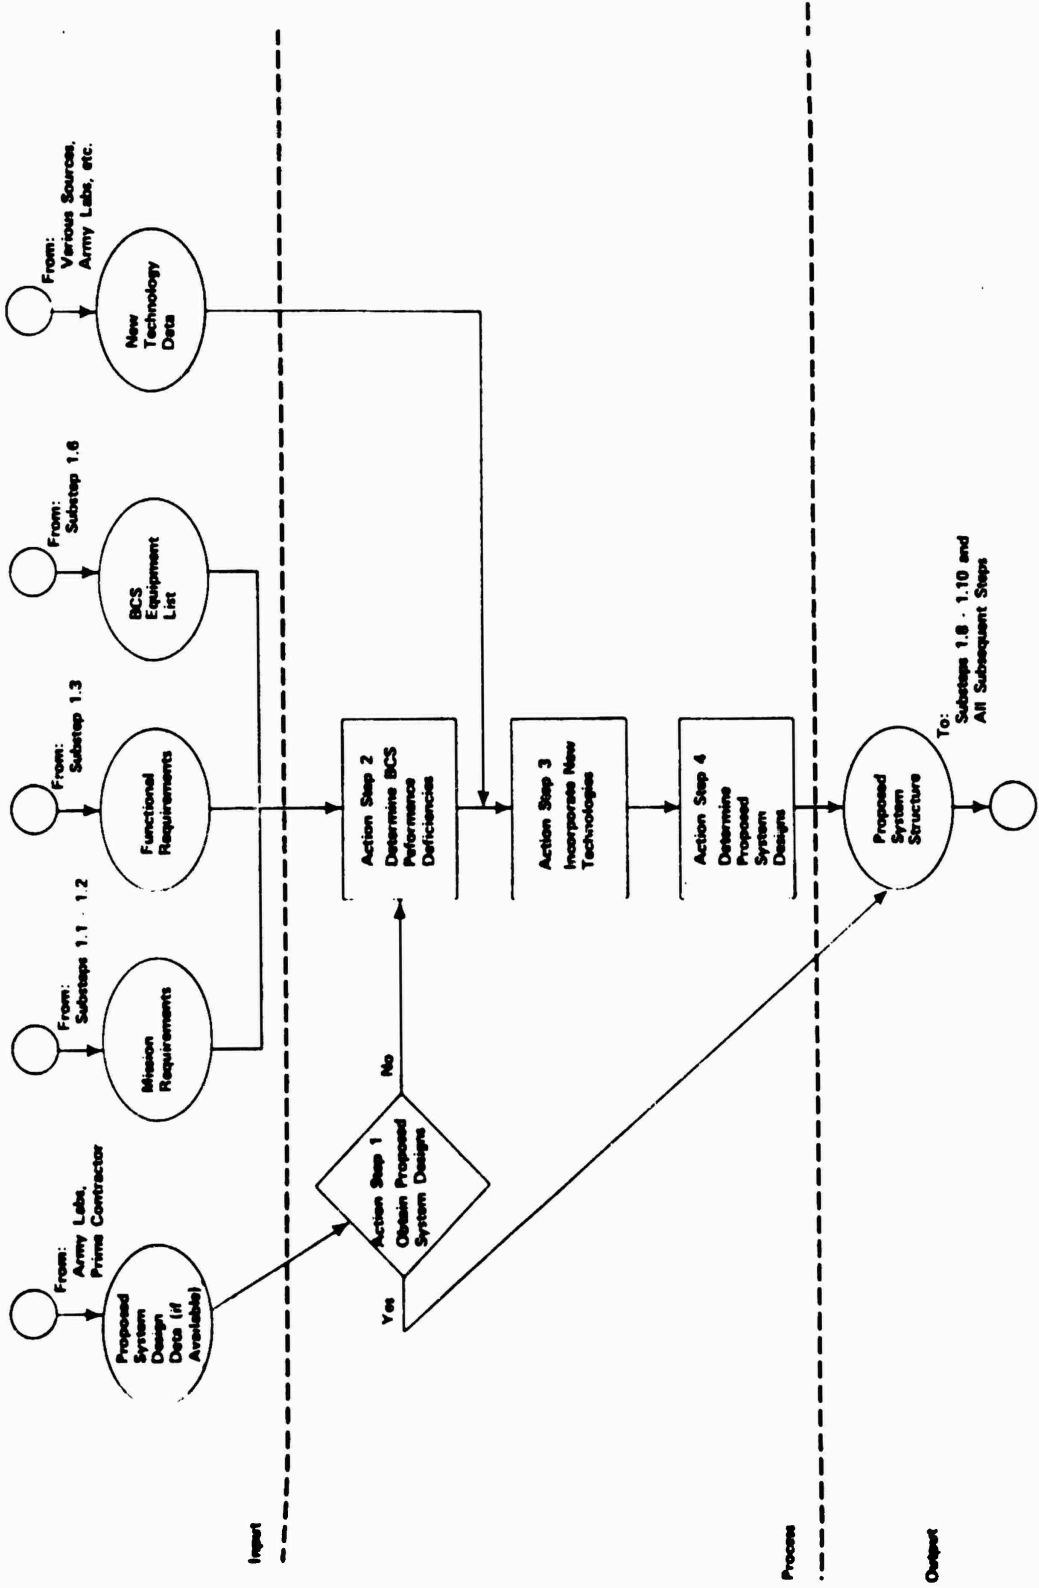 From:
Army Labs,
Prime Contractor
Proposed
System
Design
Data (if
Available)
From:
Substeps 1.1 - 1.2
Mission
Requirements
From:
Substep 1.3
Functional
Requirements
From:
Substep 1.6
BCS
Equipment
List
From:
Various Sources,
Army Labs, etc.
New
Technology
Data
Input
Action Step 1
Obtain Proposed
System Designs
Yes
No
Action Step 2
Determine BCS
Peformance
Deficiencies
Action Step 3
Incorporate New
Technologies
Action Step 4
Determine
Proposed
System
Designs
Process
Proposed
System
Structure
To:
Substeps 1.8 - 1.10 and
All Subsequent Steps
Output